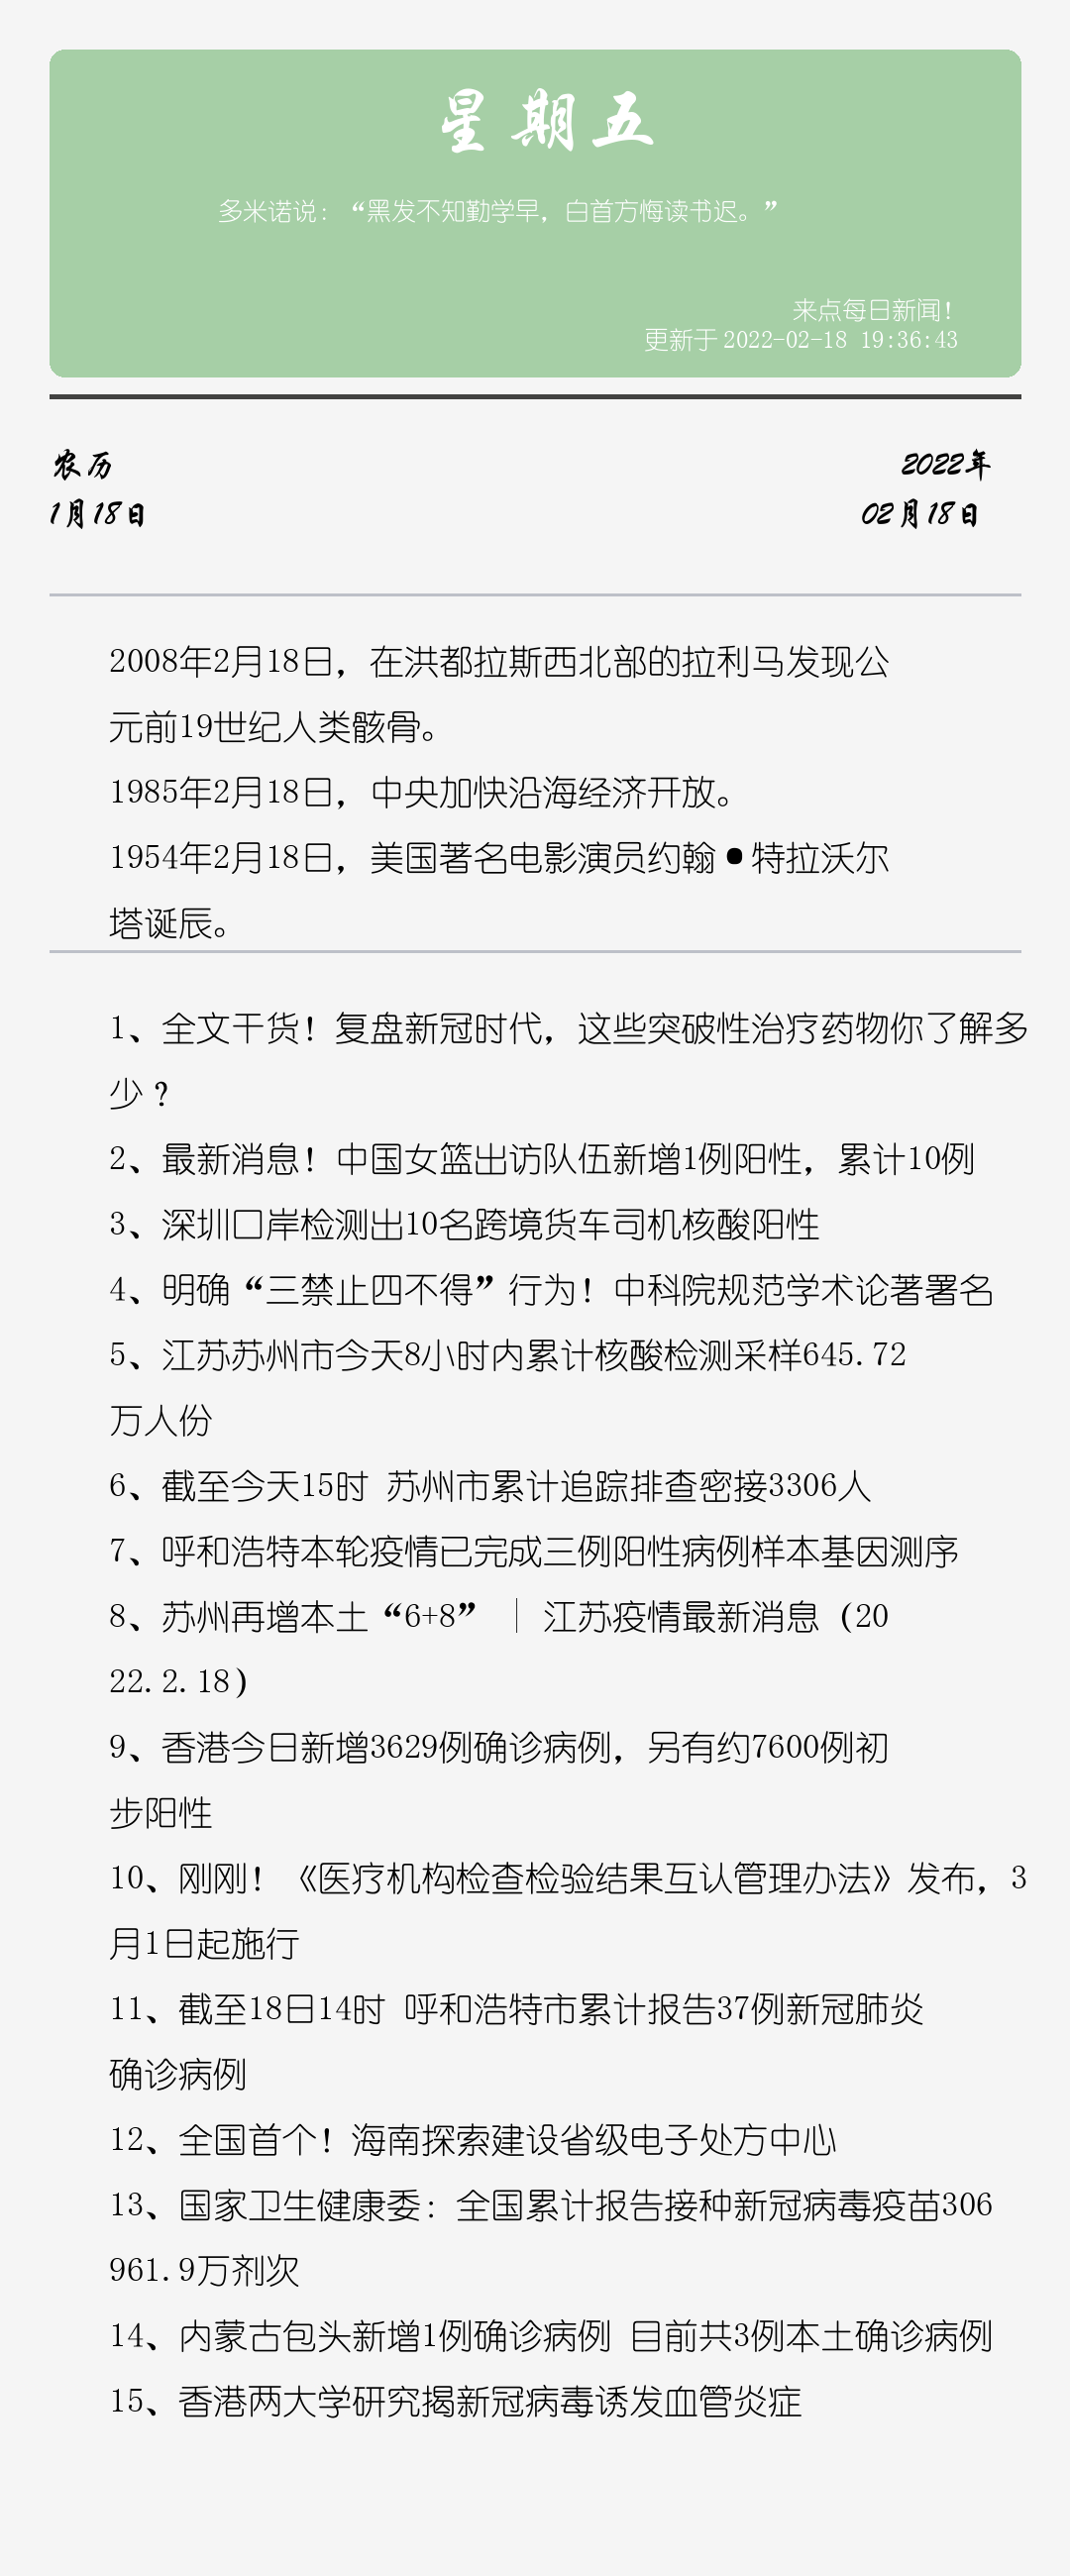 星期五
多米诺说：“黑发不知勤学早，白首方悔读书迟。”
来点每日新闻！
更新于2022-02-18 19:36:43
农历
1月18日
2022年
02月18日
2008年2月18日，在洪都拉斯西北部的拉利马发现公
元前19世纪人类骸骨。
1985年2月18日，中央加快沿海经济开放。
1954年2月18日，美国著名电影演员约翰•特拉沃尔
塔诞辰。
1、全文干货！复盘新冠时代，这些突破性治疗药物你了解多
少？
2、最新消息！中国女篮出访队伍新增1例阳性，累计10例
3、深圳口岸检测出10名跨境货车司机核酸阳性
4、明确“三禁止四不得”行为！中科院规范学术论著署名
5、江苏苏州市今天8小时内累计核酸检测采样645.72
万人份
6、截至今天15时 苏州市累计追踪排查密接3306人
7、呼和浩特本轮疫情已完成三例阳性病例样本基因测序
8、苏州再增本土“6+8” | 江苏疫情最新消息（20
22.2.18）
9、香港今日新增3629例确诊病例，另有约7600例初
步阳性
10、刚刚！《医疗机构检查检验结果互认管理办法》发布，3
月1日起施行
11、截至18日14时 呼和浩特市累计报告37例新冠肺炎
确诊病例
12、全国首个！海南探索建设省级电子处方中心
13、国家卫生健康委：全国累计报告接种新冠病毒疫苗306
961.9万剂次
14、内蒙古包头新增1例确诊病例 目前共3例本土确诊病例
15、香港两大学研究揭新冠病毒诱发血管炎症